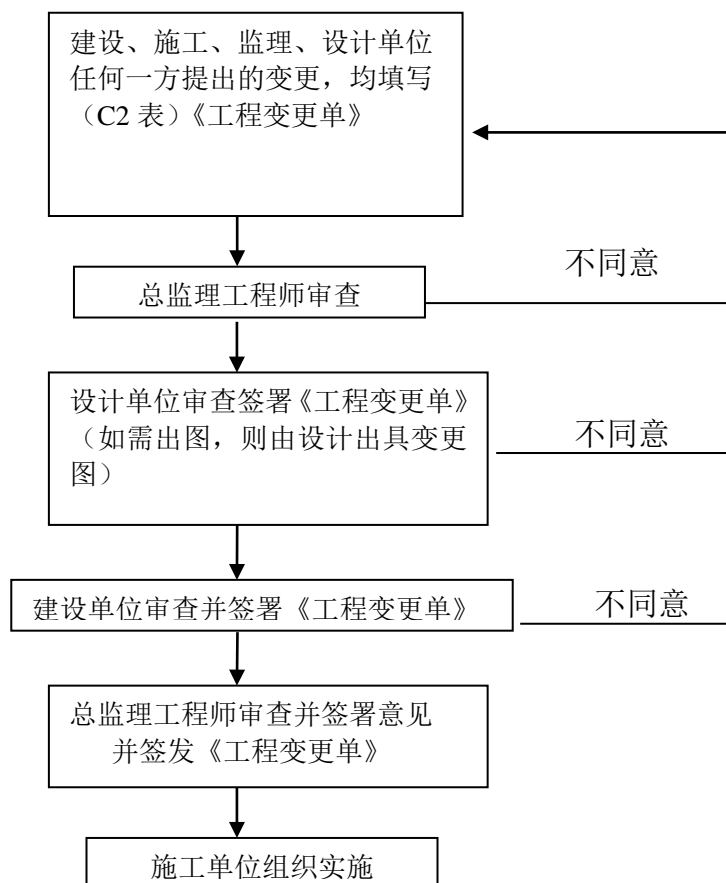 建设、施工、监理、设计单位
任何一方提出的变更，均填写
（C2 表）《工程变更单》
不同意
总监理工程师审查
设计单位审查签署《工程变更单》
（如需出图，则由设计出具变更
图）
不同意
建设单位审查并签署《工程变更单》
不同意
总监理工程师审查并签署意见
并签发《工程变更单》
施工单位组织实施